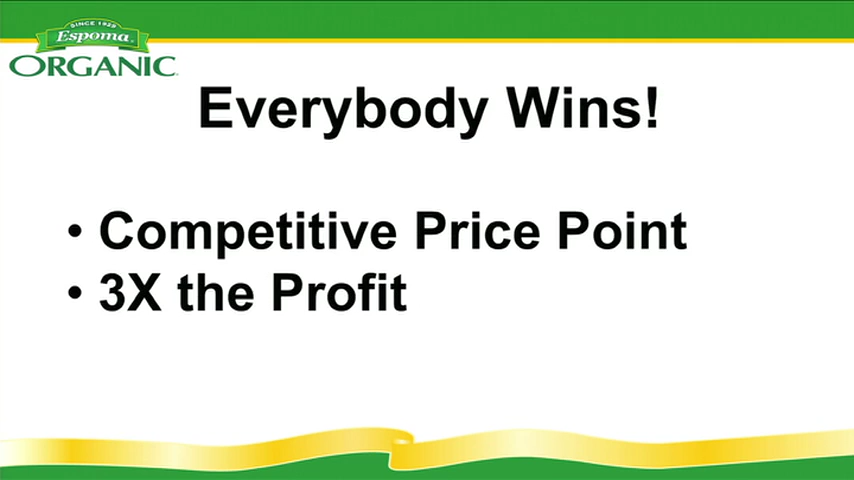 SINCE 1929
Espoma.
ORGANIC
Everybody Wins!
• Competitive Price Point
• 3X the Profit